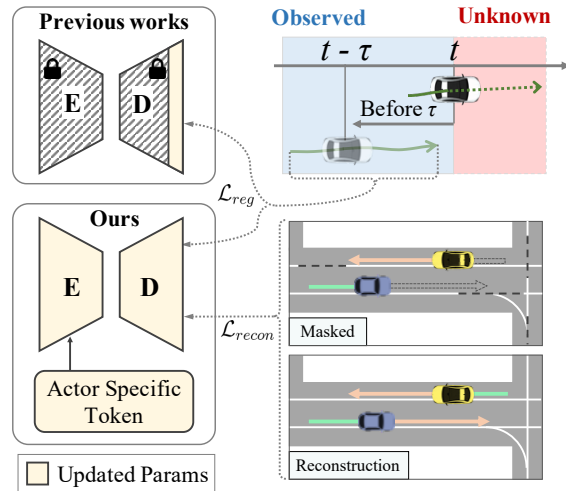 Previous works
E
D
Observed
Unknown
t - τ
t
Before τ
ℒreg
Ours
E
D
ℒrecon
Actor Specific
Token
Masked
Reconstruction
Updated Params